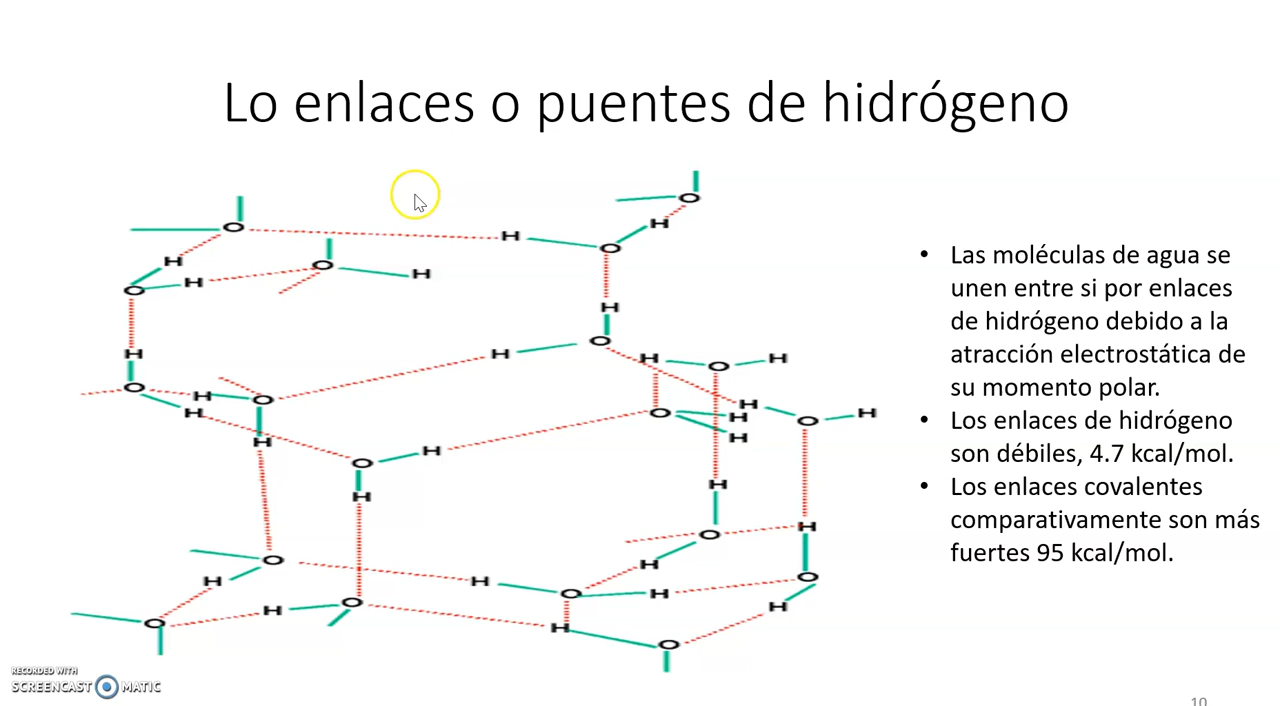 Lo enlaces o puentes de hidrógeno
O
O
H
H
O
H
O
H
H
O
H
O
H
H
O
H
H
O
H
H
O
H
O
H
H
H
O
H
H
O
H
O
H
H
H
O
H
O
H
H
O
H
H
O
H
O
H
H
O
H
O
• Las moléculas de agua se
unen entre si por enlaces
de hidrógeno debido a la
atracción electrostática de
su momento polar.
• Los enlaces de hidrógeno
son débiles, 4.7 kcal/mol.
• Los enlaces covalentes
comparativamente son más
fuertes 95 kcal/mol.
RECORDED WITH
SCREENCAST MATIC
10